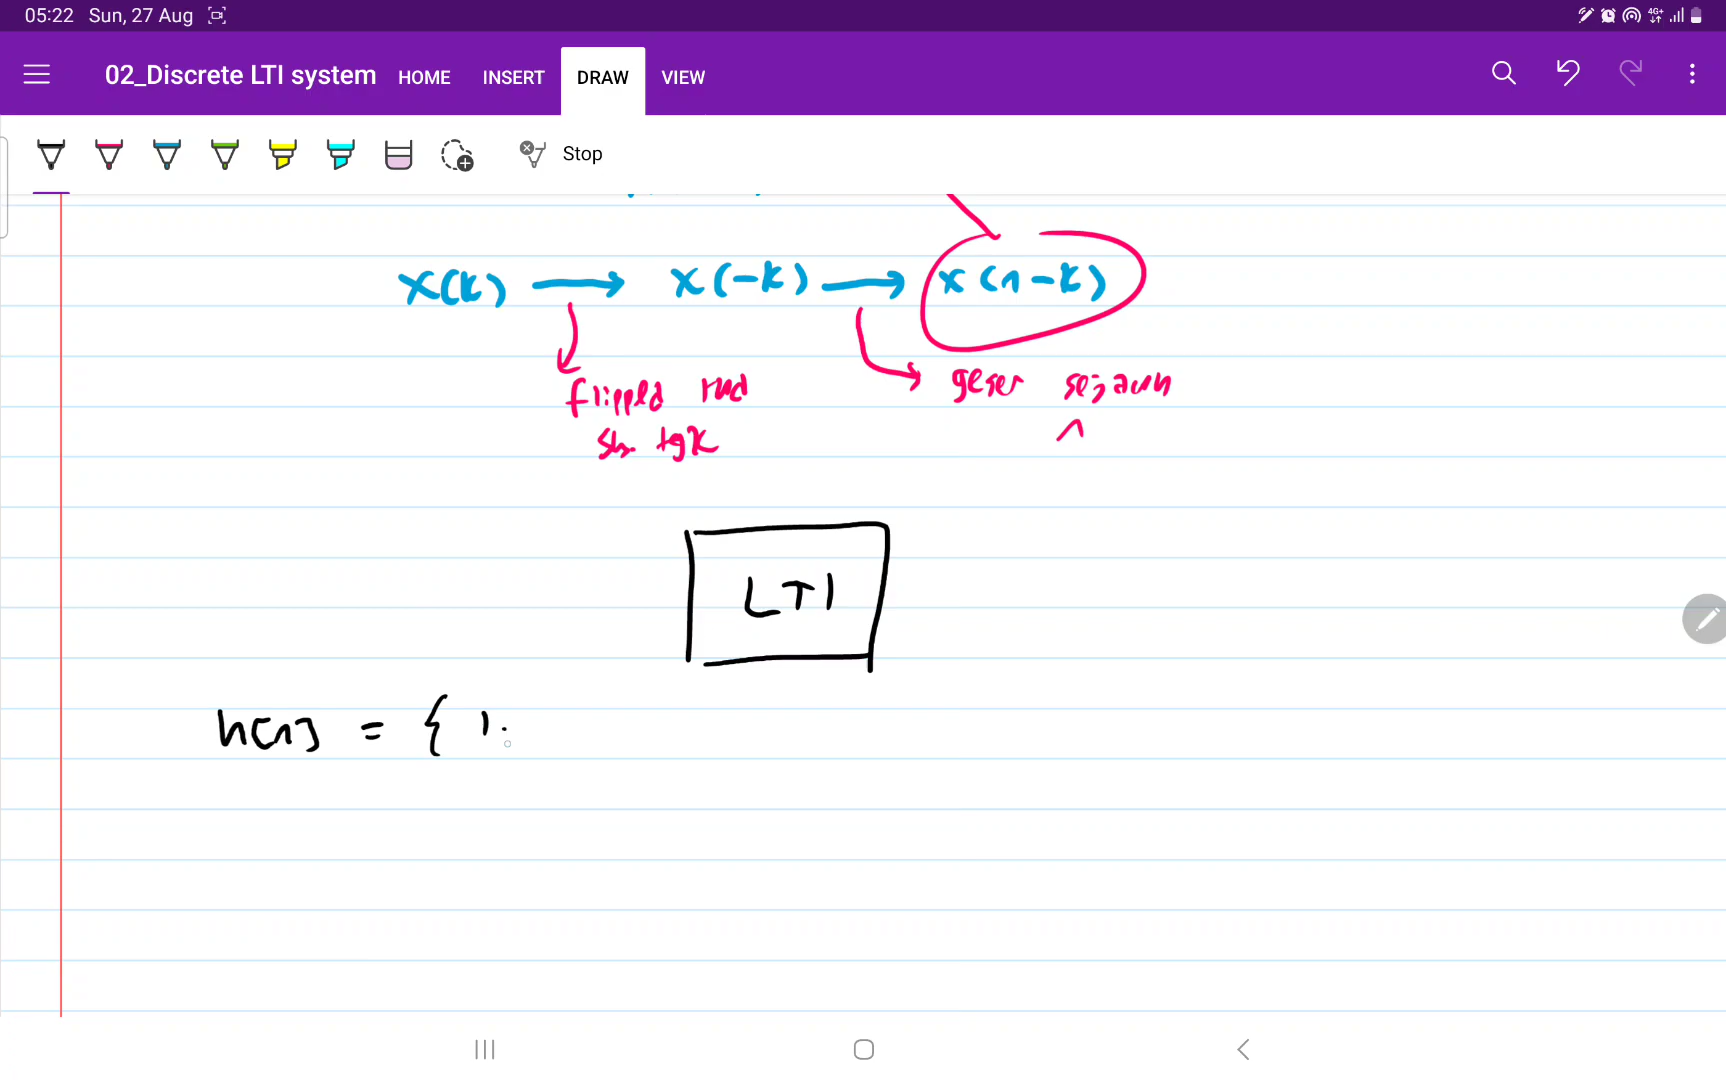 05:22 Sun, 27 Aug
4G+
02_Discrete LTI system HOME INSERT DRAW VIEW
Stop
x(k) → x(-k) → x(n-k)
flipped thd
sb tgk
geser sejauh
n
LTI
h[n] = { 1.